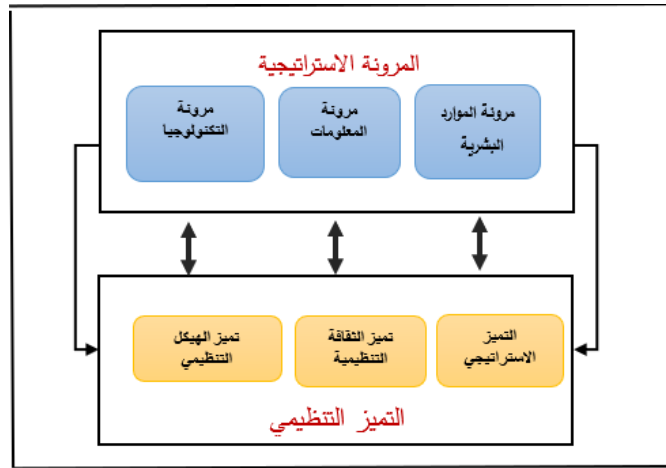 المرونة الاستراتيجية
مرونة الموارد
البشرية
مرونة
المعلومات
مرونة
التكنولوجيا
التميز
الاستراتيجي
تميز الثقافة
التنظيمية
تميز الهيكل
التنظيمي
التميز التنظيمي